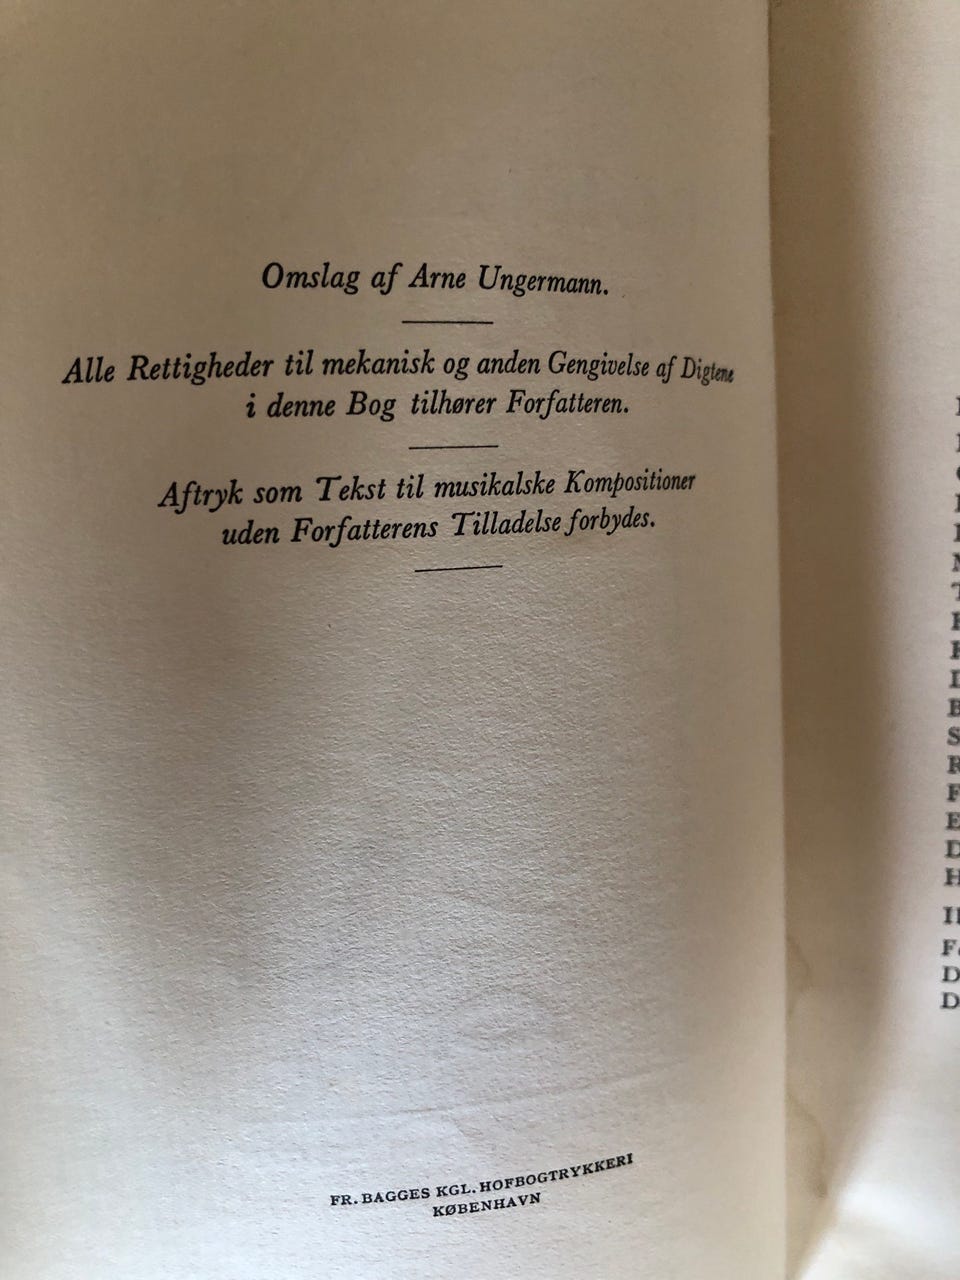 Omslag af Arne Ungermann.
Alle Rettigheder til mekanisk og anden Gengivelse af Digtene
i denne Bog tilhører Forfatteren.
Aftryk som Tekst til musikalske Kompositioner
uden Forfatterens Tilladelse forbydes.
FR. BAGGES KGL. HOFBOGTRYKKERI
KØBENHAVN